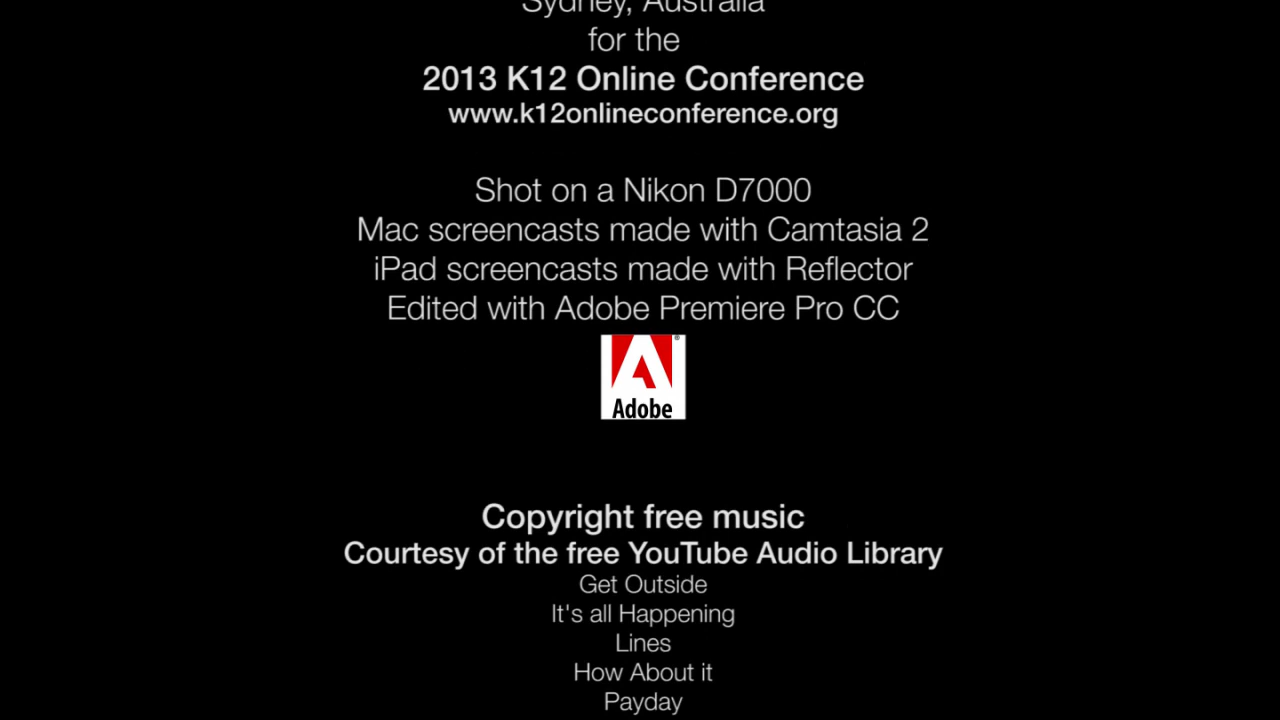 Sydney, Australia
for the
2013 K12 Online Conference
www.k12onlineconference.org
Shot on a Nikon D7000
Mac screencasts made with Camtasia 2
iPad screencasts made with Reflector
Edited with Adobe Premiere Pro CC
Adobe
Copyright free music
Courtesy of the free YouTube Audio Library
Get Outside
It's all Happening
Lines
How About it
Payday